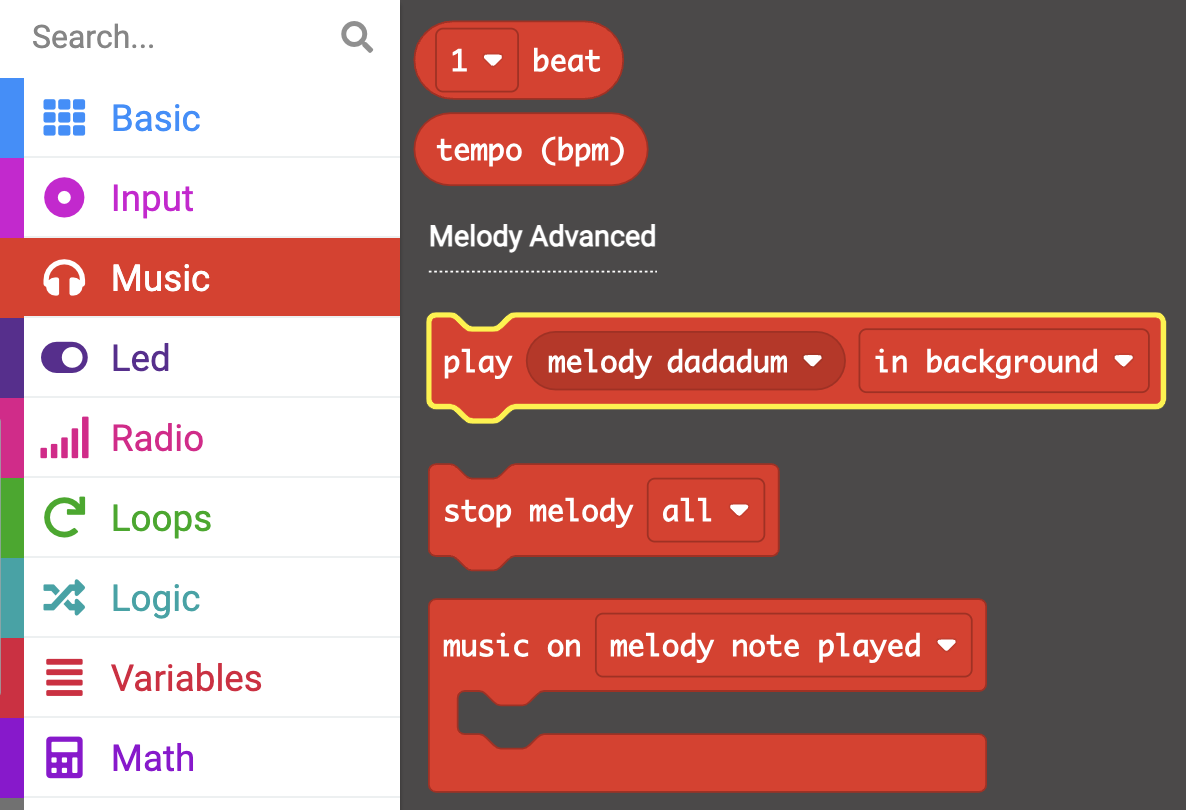 Search...
Basic
Input
Music
Led
Radio
Loops
Logic
Variables
Math
1 beat
tempo (bpm)
Melody Advanced
play melody dadadum in background
stop melody all
music on melody note played